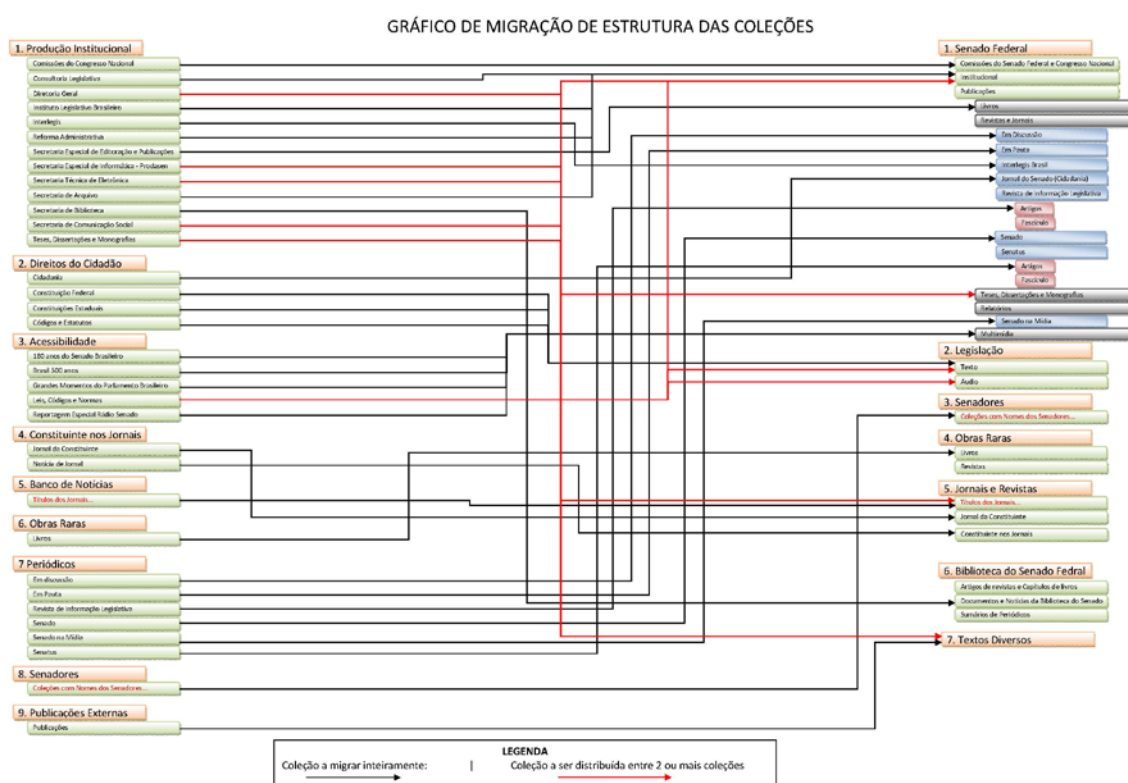 GRÁFICO DE MIGRAÇÃO DE ESTRUTURA DAS COLEÇÕES
1. Produção Institucional
Comissões do Congresso Nacional
Consultoria Legislativa
Diretoria Geral
Instituto Legislativo Brasileiro
Interlegis
Reforma Administrativa
Secretaria Especial de Editoração e Publicações
Secretaria Especial de Informática - Prodasen
Secretaria Técnica de Eletrônica
Secretaria de Arquivo
Secretaria de Biblioteca
Secretaria de Comunicação Social
Teses, Dissertações e Monografias
2. Direitos do Cidadão
Cidadania
Constituição Federal
Constituições Estaduais
Códigos e Estatutos
3. Acessibilidade
180 anos do Senado Brasileiro
Brasil 500 anos
Grandes Momentos do Parlamento Brasileiro
Leis, Códigos e Normas
Reportagem Especial Rádio Senado
4. Constituinte nos Jornais
Jornal da Constituinte
Notícia de Jornal
5. Banco de Notícias
Títulos dos Jornais...
6. Obras Raras
Livros
7 Periódicos
Em discussão
Em Pauta
Revista de Informação Legislativa
Senado
Senado na Mídia
Senatus
8. Senadores
Coleções com Nomes dos Senadores...
9. Publicações Externas
Publicações
1. Senado Federal
Comissões do Senado Federal e Congresso Nacional
Institucional
Publicações
Livros
Revistas e Jornais
Em Discussão
Em Pauta
Interlegis Brasil
Jornal do Senado (Cidadania)
Revista de Informação Legislativa
Artigos
Fascículo
Senado
Senatus
Artigos
Fascículo
Teses, Dissertações e Monografias
Relatórios
Senado na Mídia
Multimídia
2. Legislação
Texto
Audio
3. Senadores
Coleções com Nomes dos Senadores...
4. Obras Raras
Livros
Revistas
5. Jornais e Revistas
Títulos dos Jornais...
Jornal da Constituinte
Constituinte nos Jornais
6. Biblioteca do Senado Fedral
Artigos de revistas e Capítulos de livros
Documentos e Notícias da Biblioteca do Senado
Sumários de Periódicos
7. Textos Diversos
LEGENDA
Coleção a migrar inteiramente: | Coleção a ser distribuída entre 2 ou mais coleções